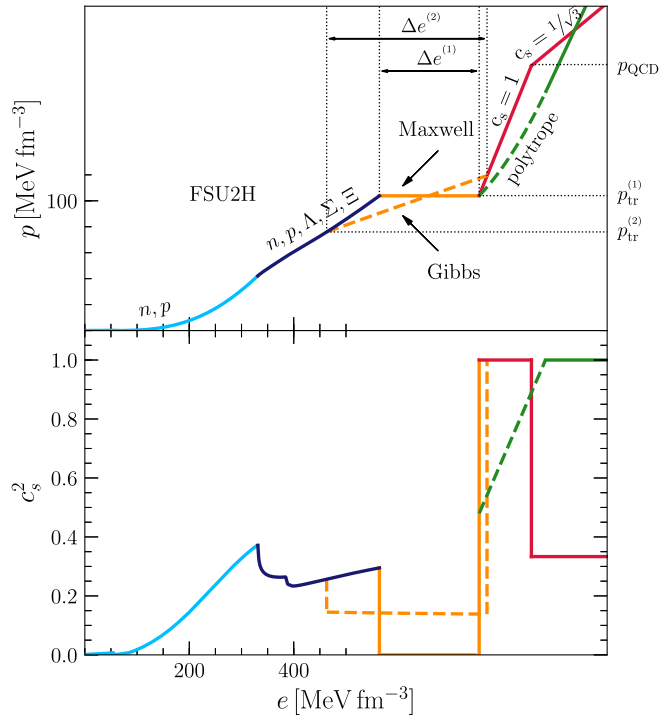 Δe⁽²⁾
Δe⁽¹⁾
c_s = 1
c_s = 1/√3
p_QCD
polytrope
Maxwell
FSU2H
n, p, Λ, Σ, Ξ
Gibbs
n, p
100
p [MeV fm⁻³]
p_tr⁽¹⁾
p_tr⁽²⁾
1.0
0.8
0.6
0.4
0.2
0.0
c_s²
200
400
e [MeV fm⁻³]